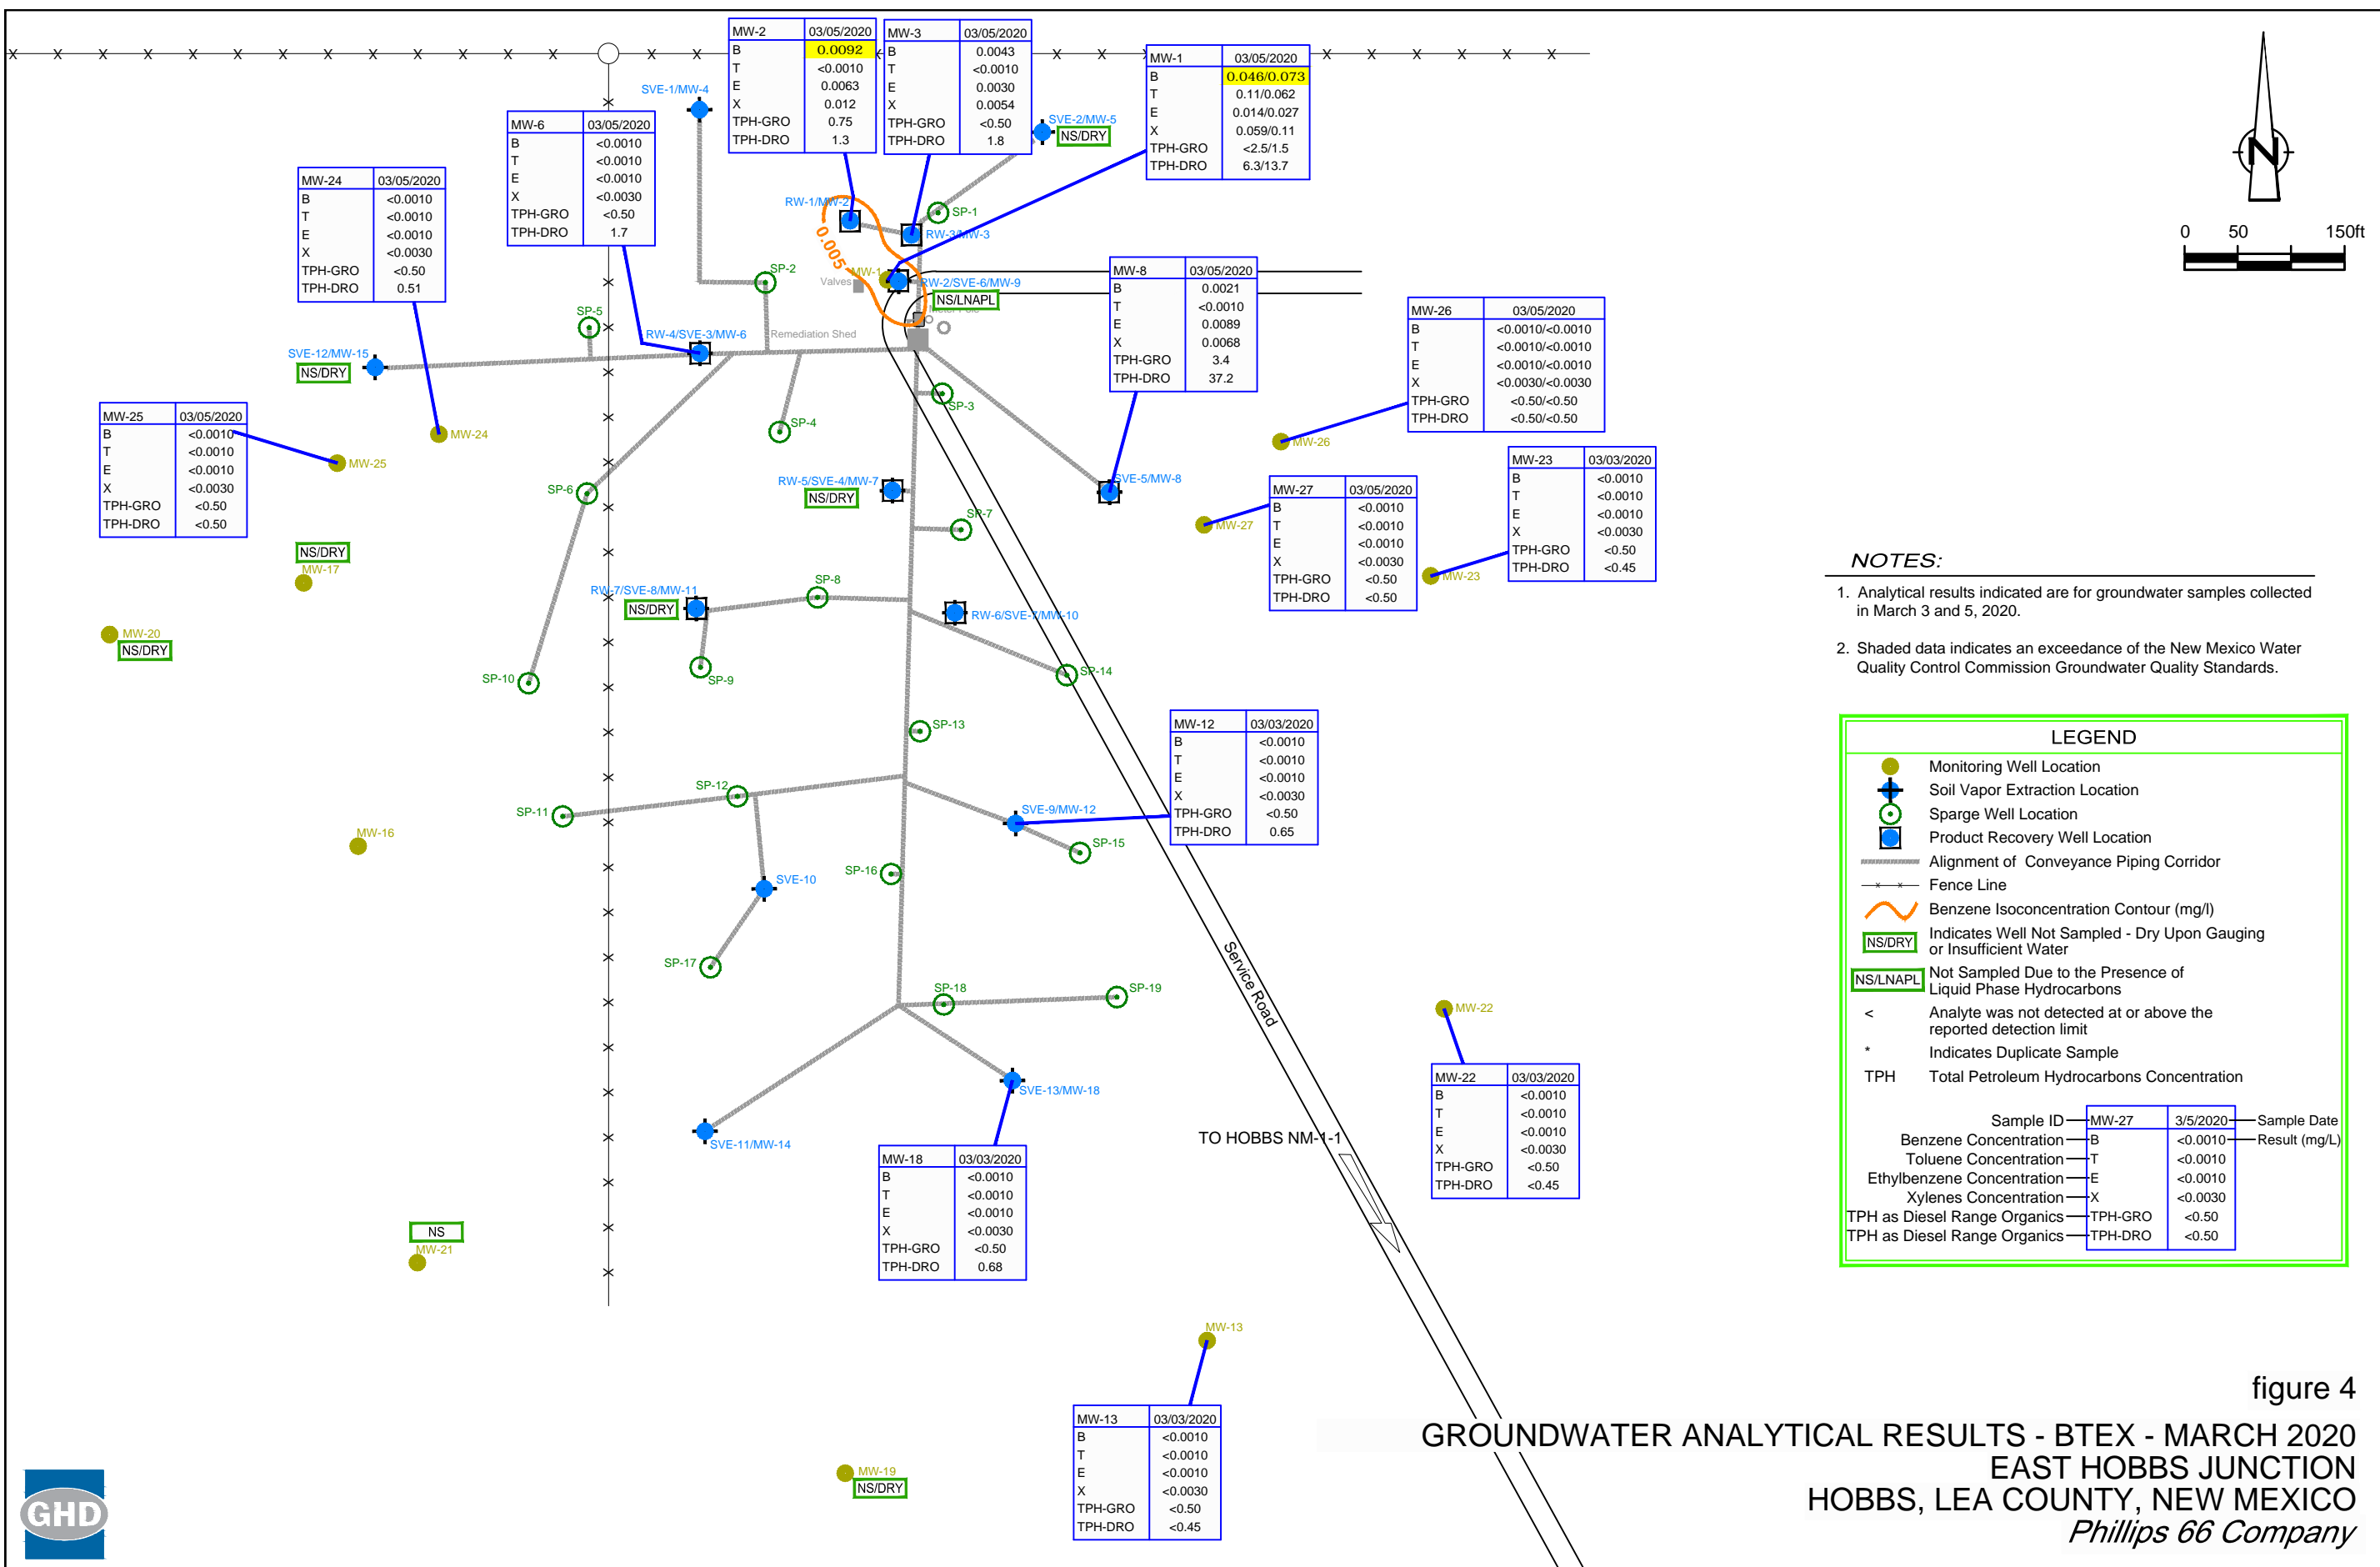 MW-2 03/05/2020
B 0.0092
T <0.0010
E 0.0063
X 0.012
TPH-GRO 0.75
TPH-DRO 1.3
MW-3 03/05/2020
B 0.0043
T <0.0010
E 0.0030
X 0.0054
TPH-GRO <0.50
TPH-DRO 1.8
MW-1 03/05/2020
B 0.046/0.073
T 0.11/0.062
E 0.014/0.027
X 0.059/0.11
TPH-GRO <2.5/1.5
TPH-DRO 6.3/13.7
N
0 50 150ft
SVE-1/MW-4
SVE-2/MW-5
NS/DRY
MW-6 03/05/2020
B <0.0010
T <0.0010
E <0.0010
X <0.0030
TPH-GRO <0.50
TPH-DRO 1.7
MW-24 03/05/2020
B <0.0010
T <0.0010
E <0.0010
X <0.0030
TPH-GRO <0.50
TPH-DRO 0.51
RW-1/MW-2
SP-1
RW-3/MW-3
0.005
SP-2
MW-1
Valves
RW-2/SVE-6/MW-9
NS/LNAPL
MW-8 03/05/2020
B 0.0021
T <0.0010
E 0.0089
X 0.0068
TPH-GRO 3.4
TPH-DRO 37.2
SP-5
RW-4/SVE-3/MW-6
Remediation Shed
SVE-12/MW-15
NS/DRY
MW-26 03/05/2020
B <0.0010/<0.0010
T <0.0010/<0.0010
E <0.0010/<0.0010
X <0.0030/<0.0030
TPH-GRO <0.50/<0.50
TPH-DRO <0.50/<0.50
MW-25 03/05/2020
B <0.0010
T <0.0010
E <0.0010
X <0.0030
TPH-GRO <0.50
TPH-DRO <0.50
MW-24
MW-25
SP-3
SP-4
MW-26
MW-23 03/03/2020
B <0.0010
T <0.0010
E <0.0010
X <0.0030
TPH-GRO <0.50
TPH-DRO <0.45
SP-6
RW-5/SVE-4/MW-7
NS/DRY
SVE-5/MW-8
MW-27 03/05/2020
B <0.0010
T <0.0010
E <0.0010
X <0.0030
TPH-GRO <0.50
TPH-DRO <0.50
SP-7
MW-27
MW-23
NS/DRY
MW-17
RW-7/SVE-8/MW-11
NS/DRY
SP-8
RW-6/SVE-7/MW-10
MW-20
NS/DRY
SP-10
SP-9
SP-14
NOTES:
1. Analytical results indicated are for groundwater samples collected
in March 3 and 5, 2020.
2. Shaded data indicates an exceedance of the New Mexico Water
Quality Control Commission Groundwater Quality Standards.
SP-13
MW-12 03/03/2020
B <0.0010
T <0.0010
E <0.0010
X <0.0030
TPH-GRO <0.50
TPH-DRO 0.65
SP-12
SP-11
SVE-9/MW-12
MW-16
SP-15
SP-16
SVE-10
SP-17
Service Road
SP-18
SP-19
MW-22
SVE-13/MW-18
MW-22 03/03/2020
B <0.0010
T <0.0010
E <0.0010
X <0.0030
TPH-GRO <0.50
TPH-DRO <0.45
SVE-11/MW-14
TO HOBBS NM-1-1
MW-18 03/03/2020
B <0.0010
T <0.0010
E <0.0010
X <0.0030
TPH-GRO <0.50
TPH-DRO 0.68
NS
MW-21
MW-13
MW-13 03/03/2020
B <0.0010
T <0.0010
E <0.0010
X <0.0030
TPH-GRO <0.50
TPH-DRO <0.45
MW-19
NS/DRY
LEGEND
Monitoring Well Location
Soil Vapor Extraction Location
Sparge Well Location
Product Recovery Well Location
Alignment of Conveyance Piping Corridor
Fence Line
Benzene Isoconcentration Contour (mg/l)
NS/DRY Indicates Well Not Sampled - Dry Upon Gauging
or Insufficient Water
NS/LNAPL Not Sampled Due to the Presence of
Liquid Phase Hydrocarbons
< Analyte was not detected at or above the
reported detection limit
* Indicates Duplicate Sample
TPH Total Petroleum Hydrocarbons Concentration
Sample ID MW-27 3/5/2020 Sample Date
Benzene Concentration B <0.0010 Result (mg/L)
Toluene Concentration T <0.0010
Ethylbenzene Concentration E <0.0010
Xylenes Concentration X <0.0030
TPH as Diesel Range Organics TPH-GRO <0.50
TPH as Diesel Range Organics TPH-DRO <0.50
figure 4
GROUNDWATER ANALYTICAL RESULTS - BTEX - MARCH 2020
EAST HOBBS JUNCTION
HOBBS, LEA COUNTY, NEW MEXICO
Phillips 66 Company
GHD